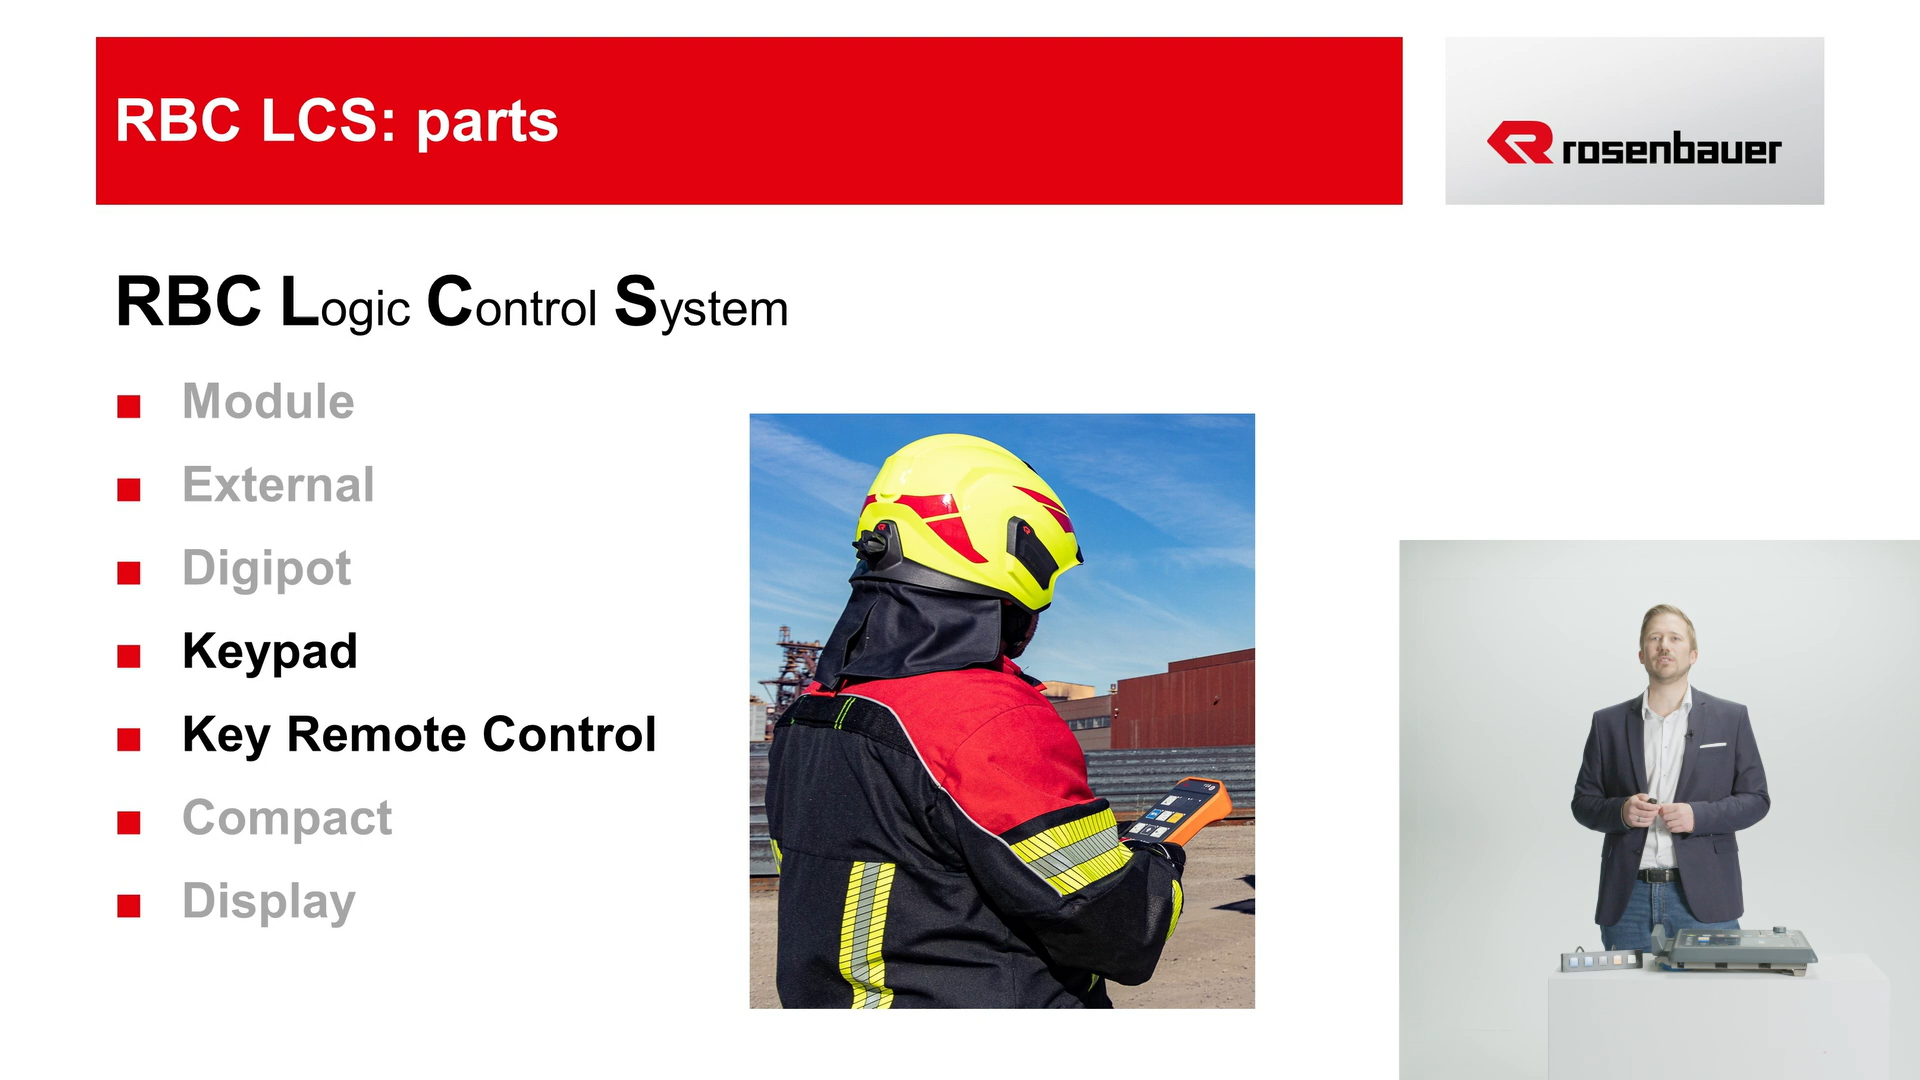 RBC LCS: parts
rosenbauer
RBC Logic Control System
Module
External
Digipot
Keypad
Key Remote Control
Compact
Display